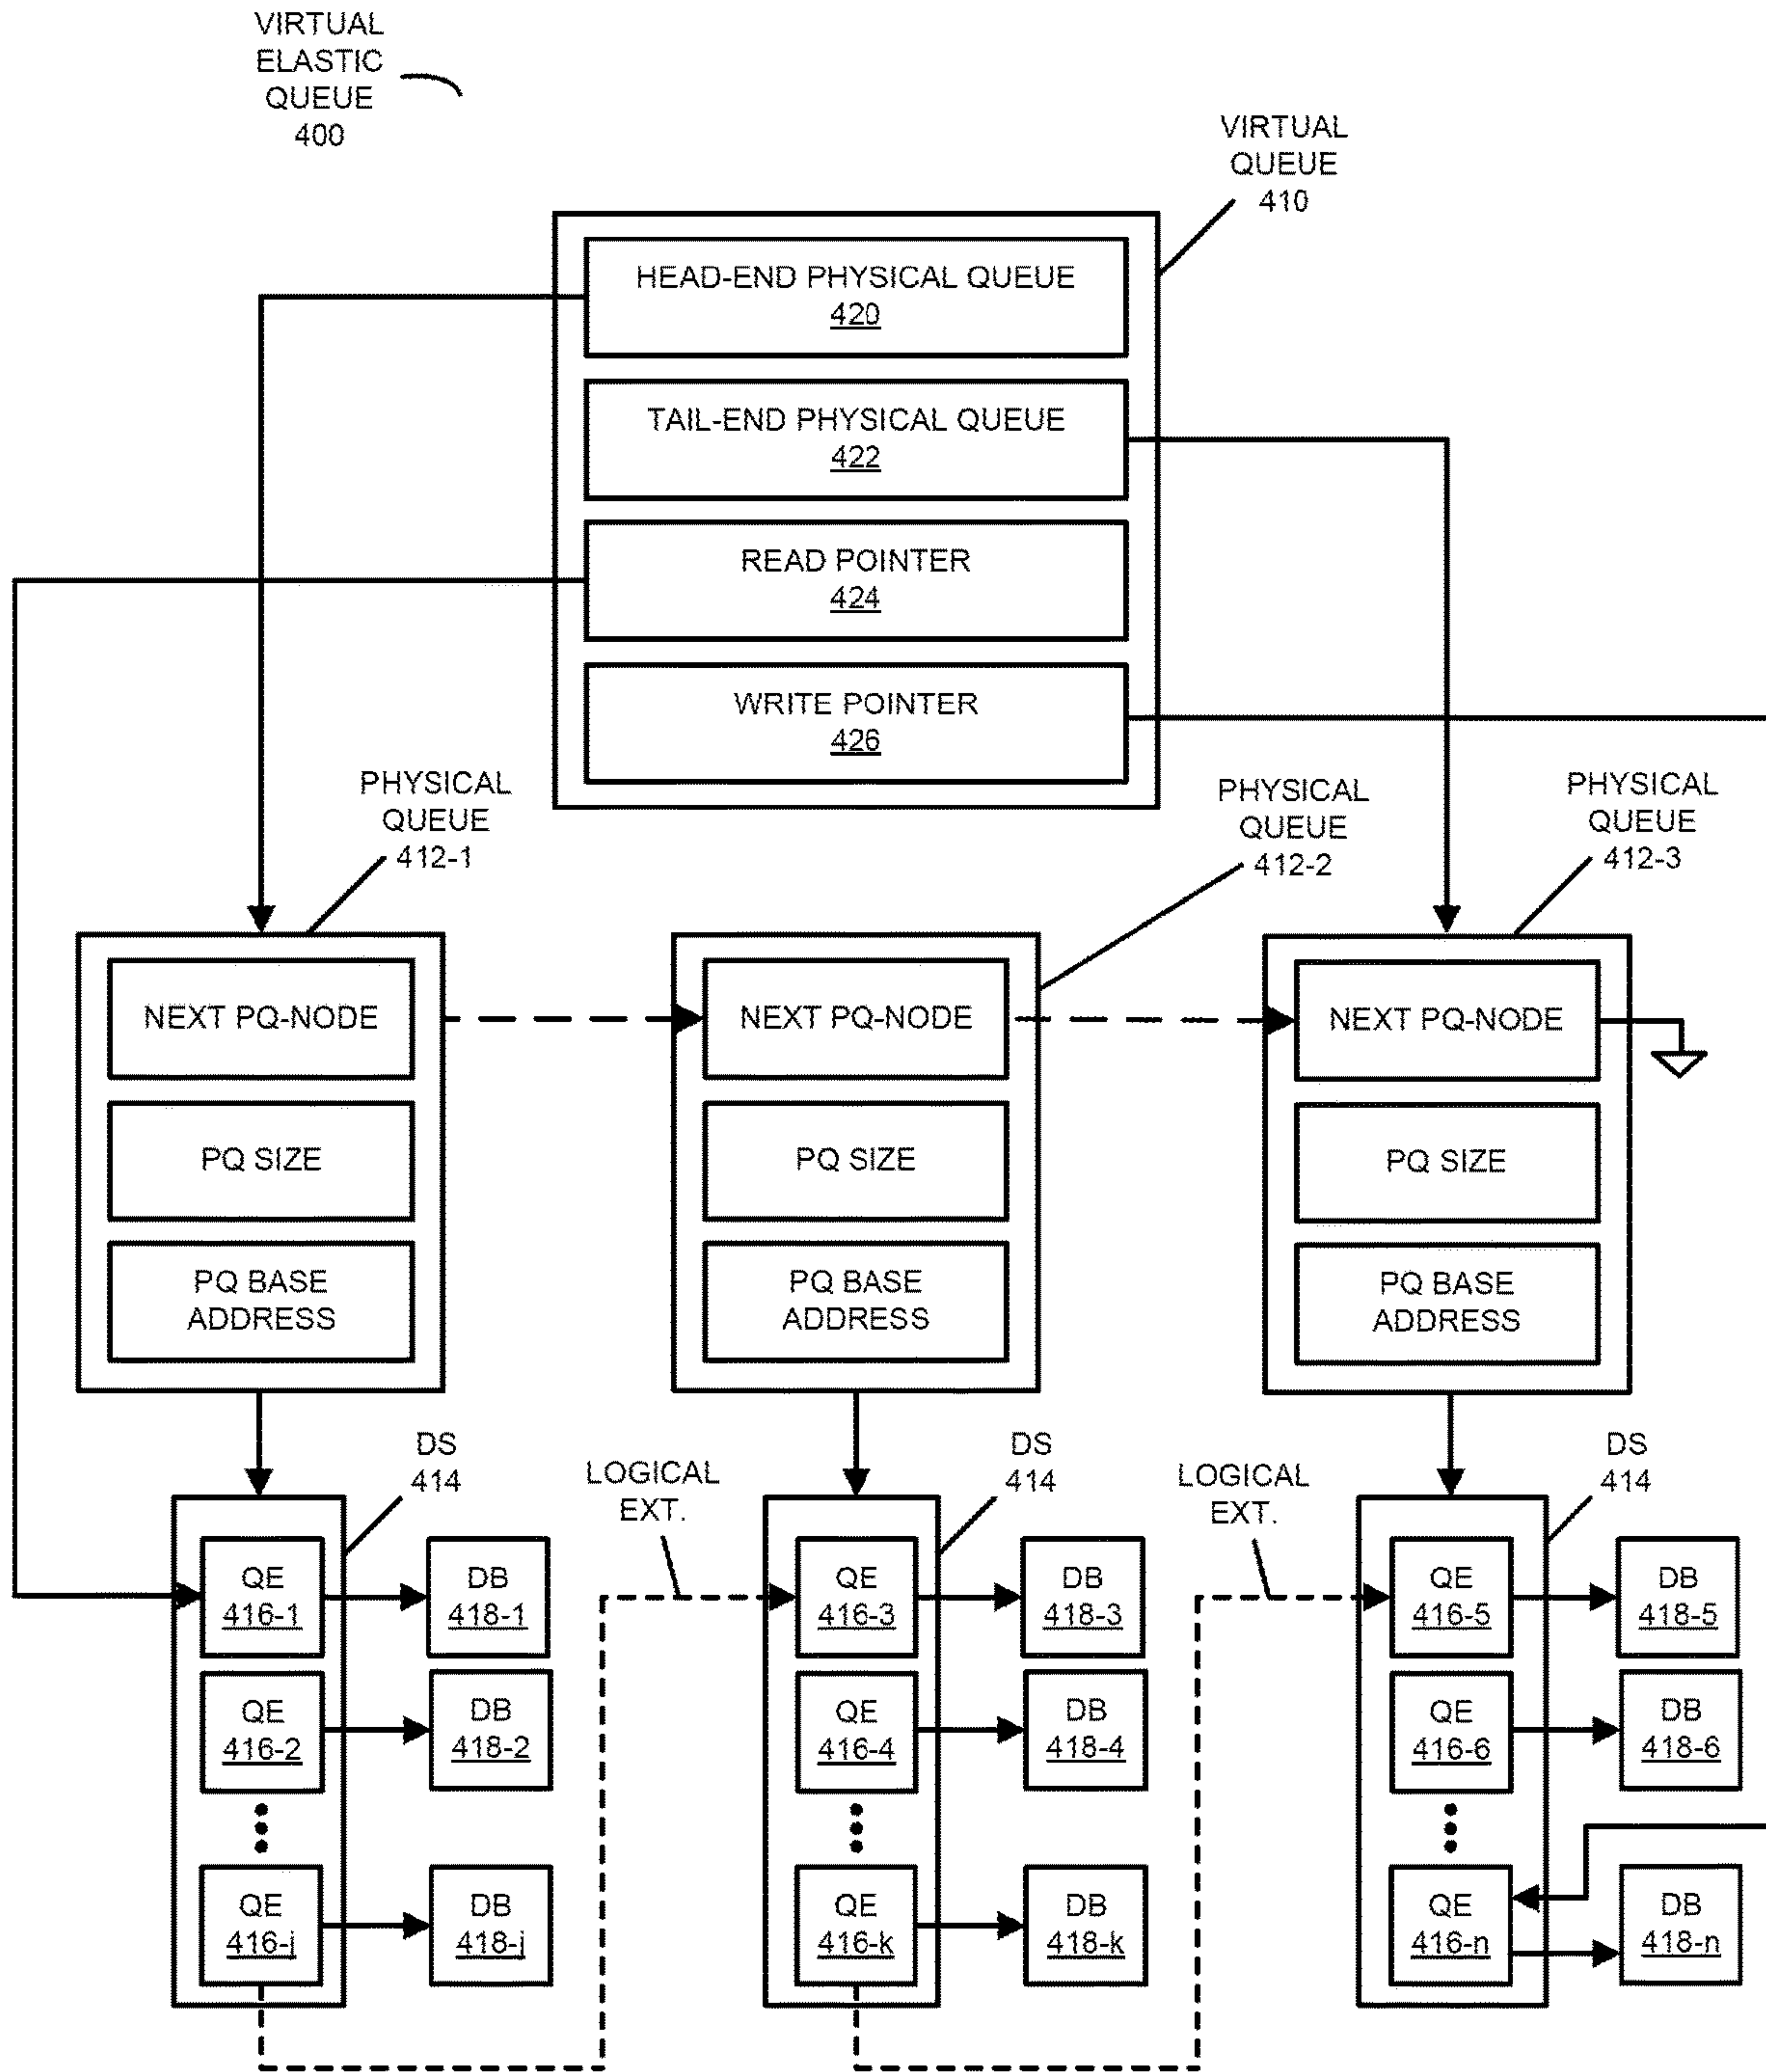 VIRTUAL
ELASTIC
QUEUE
400
VIRTUAL
QUEUE
410
HEAD-END PHYSICAL QUEUE
420
TAIL-END PHYSICAL QUEUE
422
READ POINTER
424
WRITE POINTER
426
PHYSICAL
QUEUE
412-1
PHYSICAL
QUEUE
412-2
PHYSICAL
QUEUE
412-3
NEXT PQ-NODE
PQ SIZE
PQ BASE
ADDRESS
NEXT PQ-NODE
PQ SIZE
PQ BASE
ADDRESS
NEXT PQ-NODE
PQ SIZE
PQ BASE
ADDRESS
DS
414
LOGICAL
EXT.
DS
414
LOGICAL
EXT.
DS
414
QE
416-1
DB
418-1
QE
416-2
DB
418-2
QE
416-j
DB
418-j
QE
416-3
DB
418-3
QE
416-4
DB
418-4
QE
416-k
DB
418-k
QE
416-5
DB
418-5
QE
416-6
DB
418-6
QE
416-n
DB
418-n